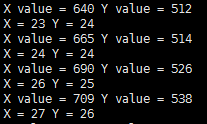 X value = 640 Y value = 512
X = 23 Y = 24
X value = 665 Y value = 514
X = 24 Y = 24
X value = 690 Y value = 526
X = 26 Y = 25
X value = 709 Y value = 538
X = 27 Y = 26